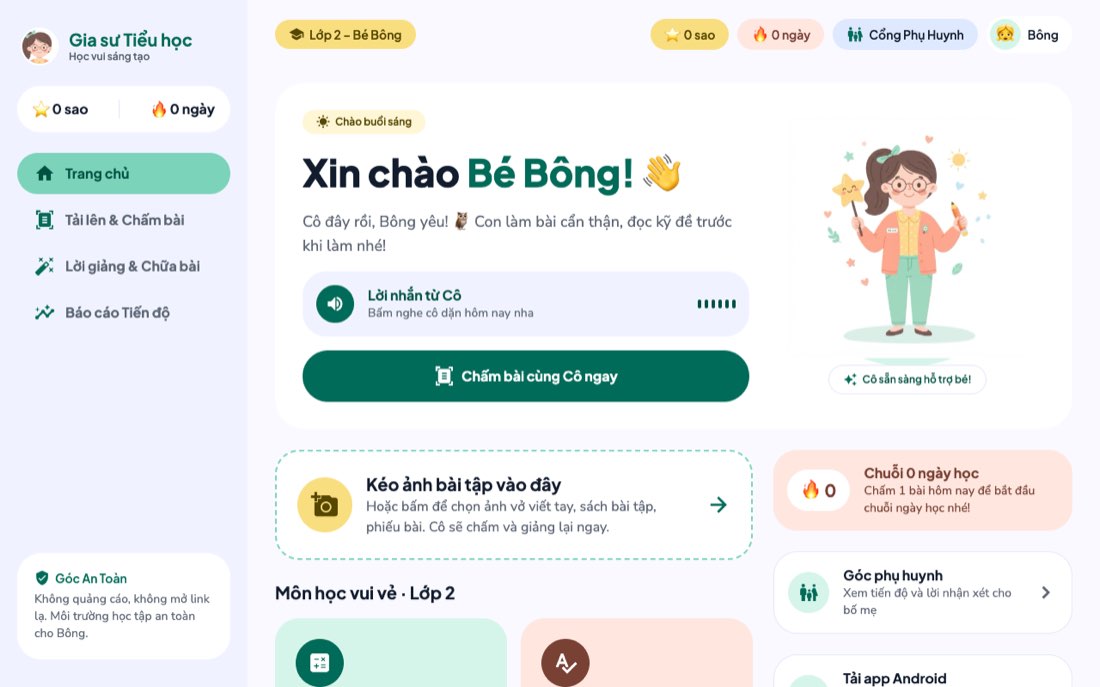 Gia sư Tiểu học
Học vui sáng tạo
0 sao
0 ngày
Trang chủ
Tải lên & Chấm bài
Lời giảng & Chữa bài
Báo cáo Tiến độ
Góc An Toàn
Không quảng cáo, không mở link
lạ. Môi trường học tập an toàn
cho Bông.
Lớp 2 – Bé Bông
0 sao
0 ngày
Cổng Phụ Huynh
Bông
Chào buổi sáng
Xin chào Bé Bông!
Cô đây rồi, Bông yêu! Con làm bài cẩn thận, đọc kỹ đề trước
khi làm nhé!
Lời nhắn từ Cô
Bấm nghe cô dặn hôm nay nha
Chấm bài cùng Cô ngay
Cô sẵn sàng hỗ trợ bé!
Kéo ảnh bài tập vào đây
Hoặc bấm để chọn ảnh vở viết tay, sách bài tập,
phiếu bài. Cô sẽ chấm và giảng lại ngay.
Môn học vui vẻ · Lớp 2
0
Chuỗi 0 ngày học
Chấm 1 bài hôm nay để bắt đầu
chuỗi ngày học nhé!
Góc phụ huynh
Xem tiến độ và lời nhận xét cho
bố mẹ
Tải app Android